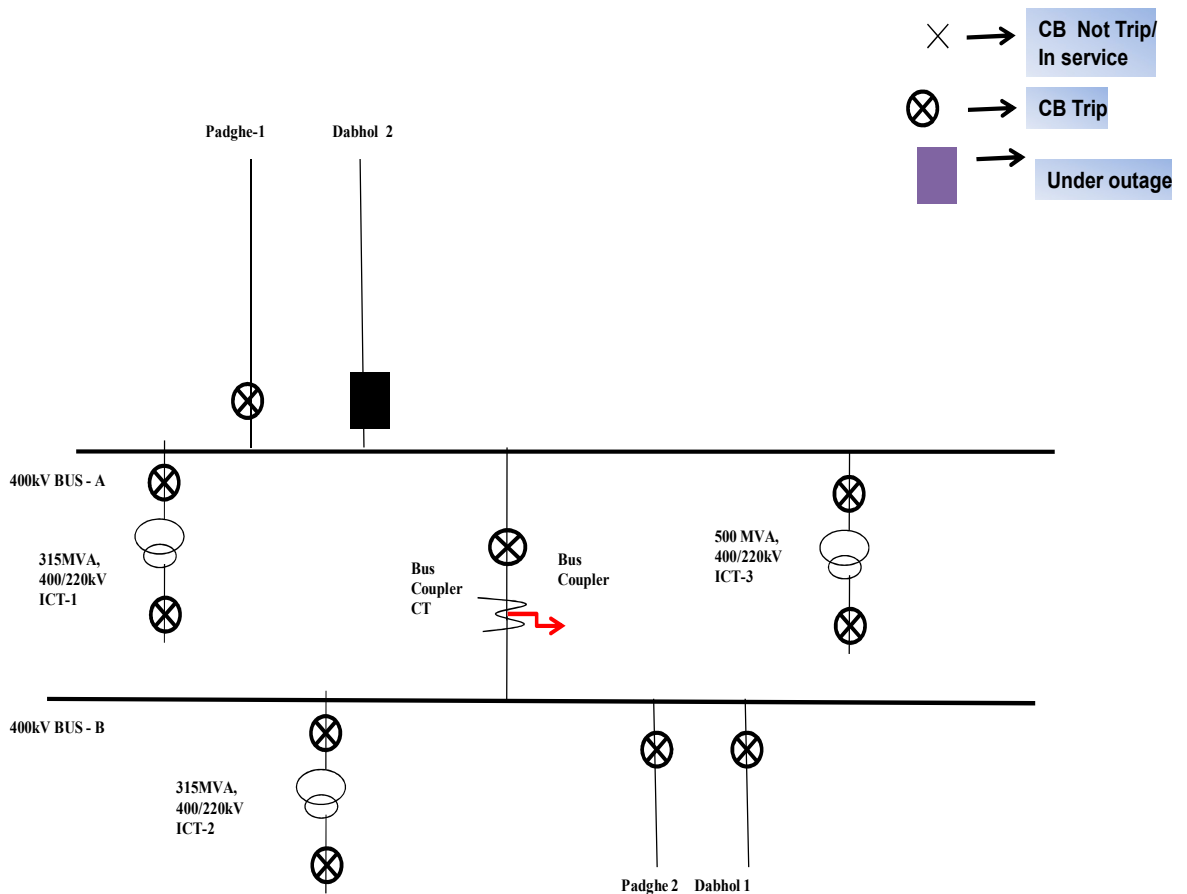 CB Not Trip/
In service
CB Trip
Under outage
Padghe-1
Dabhol 2
400kV BUS - A
315MVA,
400/220kV
ICT-1
Bus
Coupler
CT
Bus
Coupler
500 MVA,
400/220kV
ICT-3
400kV BUS - B
315MVA,
400/220kV
ICT-2
Padghe 2
Dabhol 1